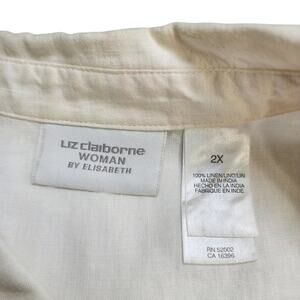 Liz claiborne
WOMAN
BY ELISABETH
2X
100% LINEN/LINO/LIN
MADE IN INDIA
HECHO EN LA INDIA
FABRIQUE EN INDE
RN 52002
CA 16396